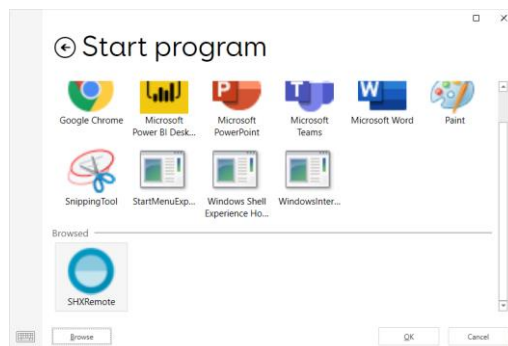 Start program
Google Chrome
Microsoft
Power BI Desk...
Microsoft
PowerPoint
Microsoft
Teams
Microsoft Word
Paint
SnippingTool
StartMenuExp...
Windows Shell
Experience Ho...
WindowsInter...
Browsed
SHXRemote
Browse
OK
Cancel